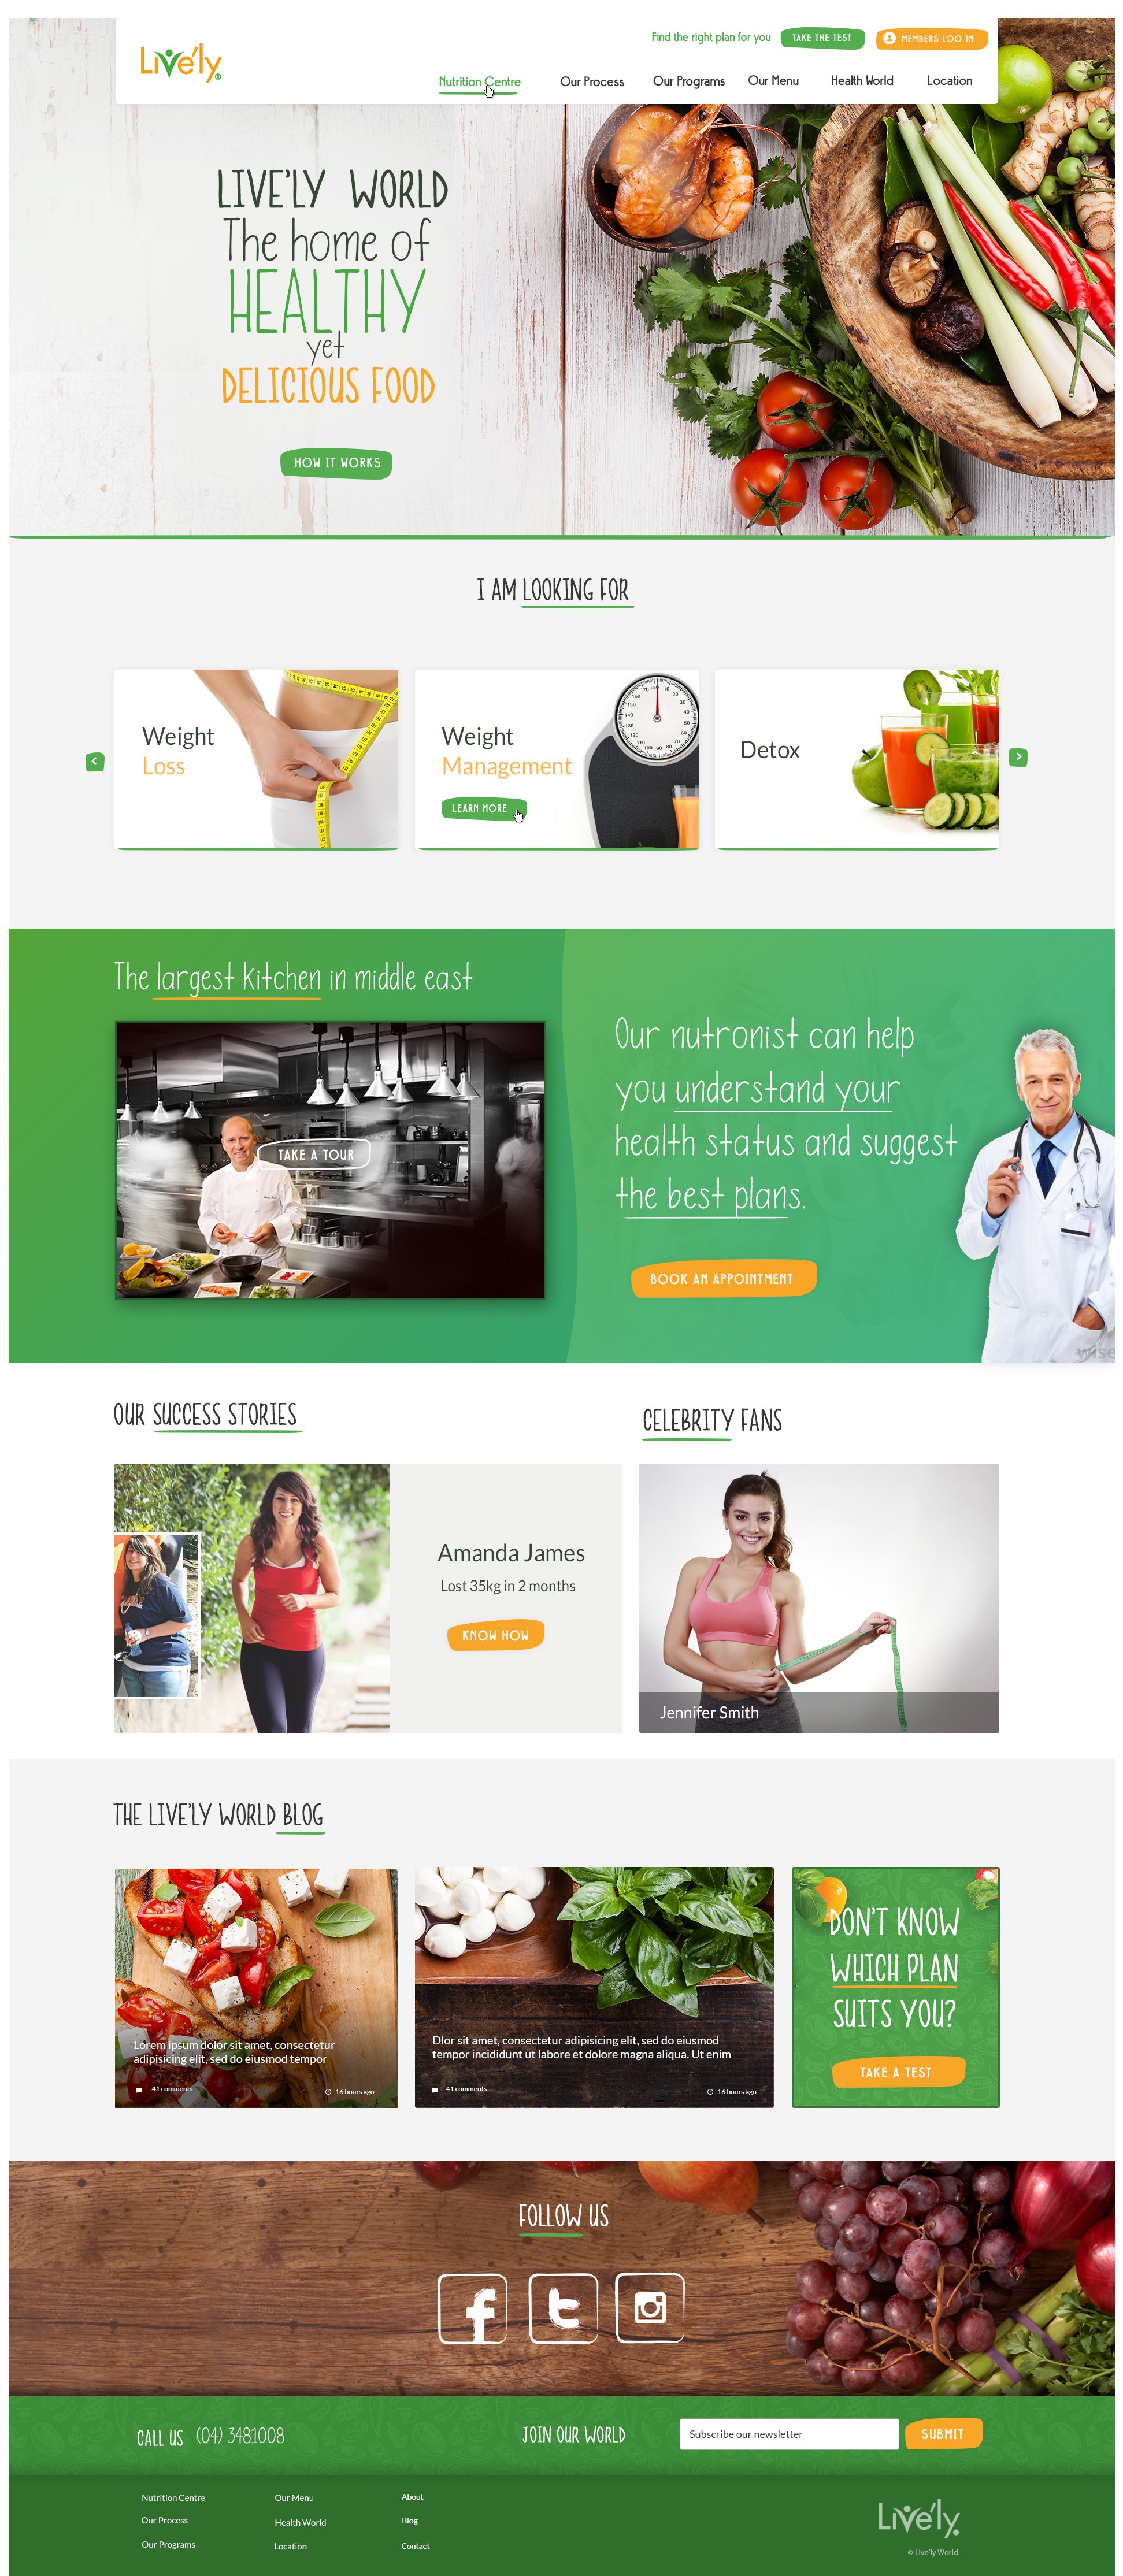 Live'ly
Find the right plan for you
TAKE THE TEST
MEMBERS LOG IN
Nutrition Centre
Our Process
Our Programs
Our Menu
Health World
Location
LIVE'LY WORLD
The home of
HEALTHY
yet
DELICIOUS FOOD
HOW IT WORKS
I AM LOOKING FOR
Weight
Loss
Weight
Management
LEARN MORE
Detox
The largest kitchen in middle east
TAKE A TOUR
Our nutronist can help
you understand your
health status and suggest
the best plans.
BOOK AN APPOINTMENT
wise
OUR SUCCESS STORIES
CELEBRITY FANS
Amanda James
Lost 35kg in 2 months
KNOW HOW
Jennifer Smith
THE LIVE'LY WORLD BLOG
Lorem ipsum dolor sit amet, consectetur
adipisicing elit, sed do eiusmod tempor
41 comments
16 hours ago
Dlor sit amet, consectetur adipisicing elit, sed do eiusmod
tempor incididunt ut labore et dolore magna aliqua. Ut enim
41 comments
16 hours ago
DON'T KNOW
WHICH PLAN
SUITS YOU?
TAKE A TEST
FOLLOW US
CALL US (04) 3481008
JOIN OUR WORLD
Subscribe our newsletter
SUBMIT
Nutrition Centre
Our Process
Our Programs
Our Menu
Health World
Location
About
Blog
Contact
Live'ly
© Live'ly World